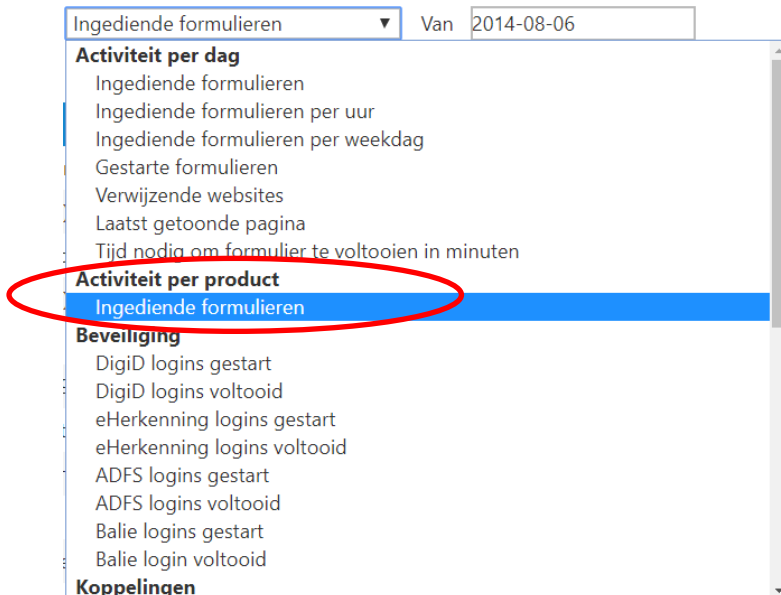 Ingediende formulieren ▼ Van 2014-08-06
Activiteit per dag
Ingediende formulieren
Ingediende formulieren per uur
Ingediende formulieren per weekdag
Gestarte formulieren
Verwijzende websites
Laatst getoonde pagina
Tijd nodig om formulier te voltooien in minuten
Activiteit per product
Ingediende formulieren
Beveiliging
DigiD logins gestart
DigiD logins voltooid
eHerkenning logins gestart
eHerkenning logins voltooid
ADFS logins gestart
ADFS logins voltooid
Balie logins gestart
Balie login voltooid
Koppelingen